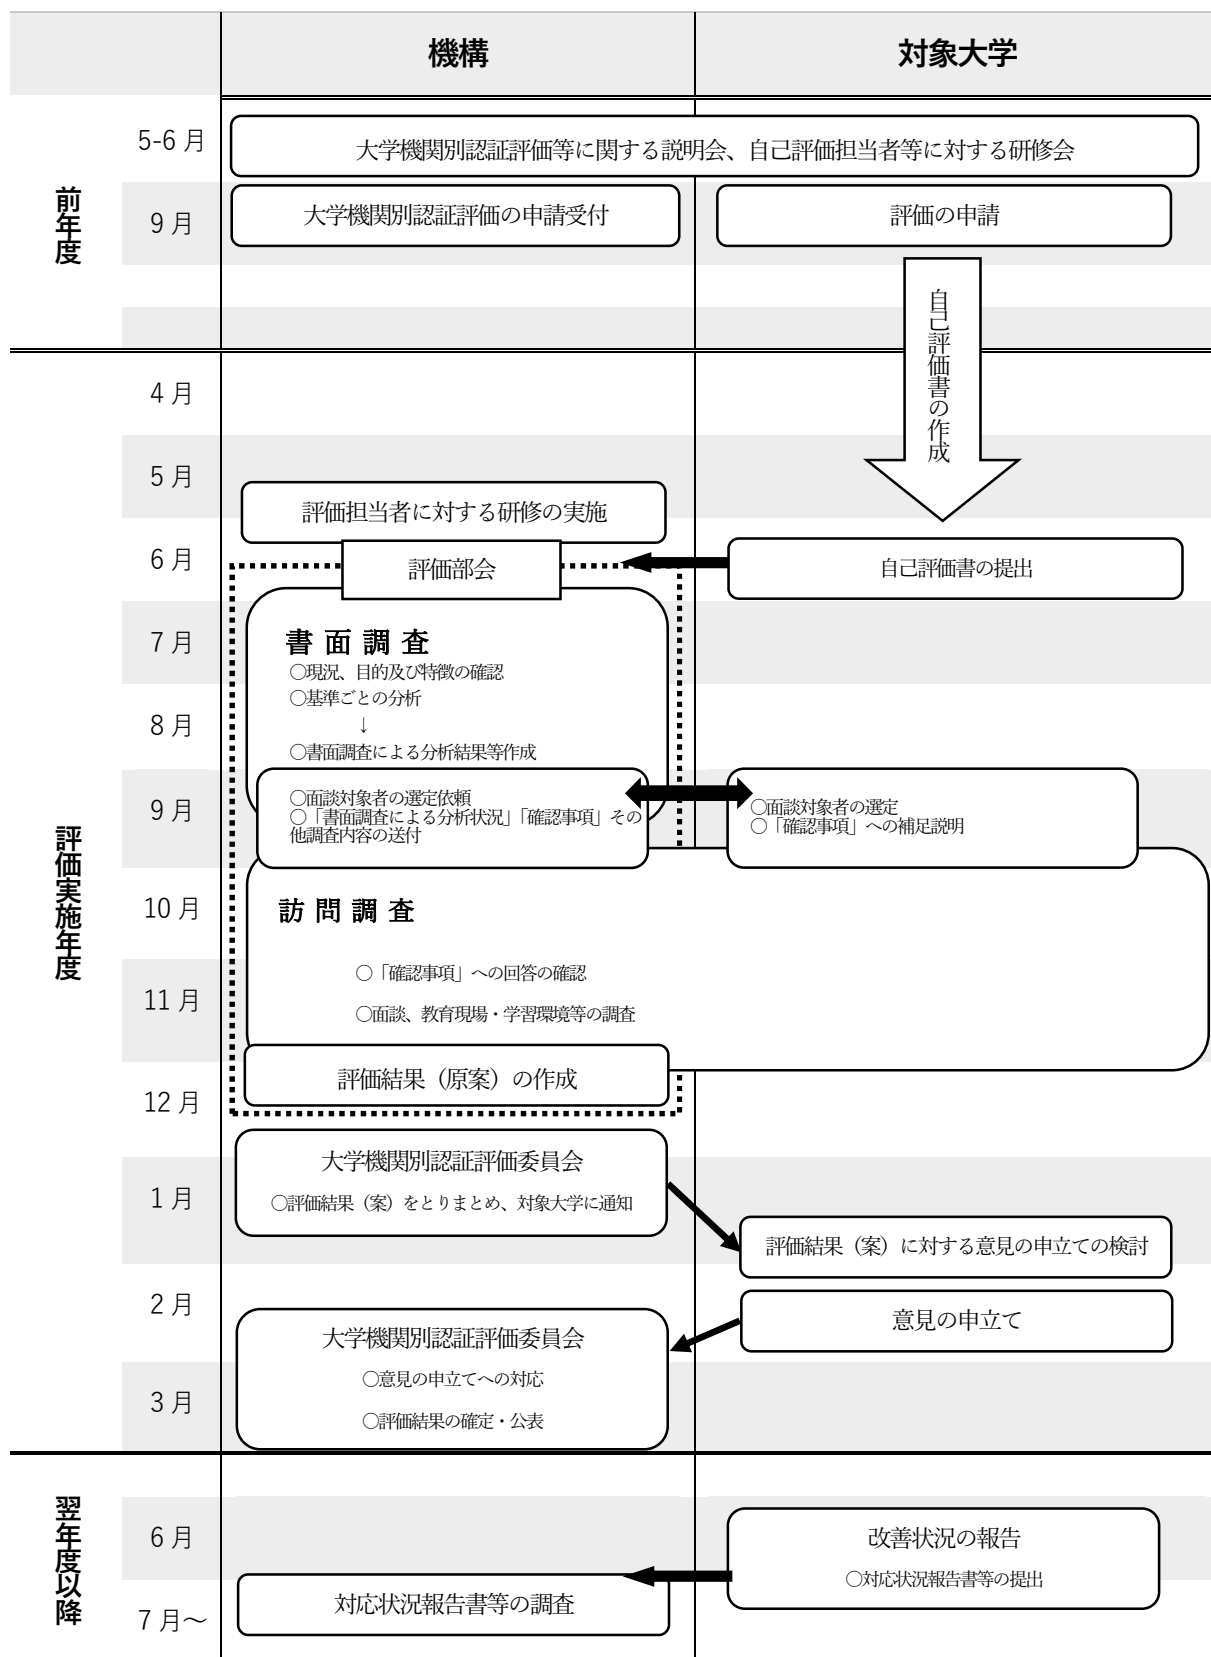 機構
対象大学
前年度
5-6 月
大学機関別認証評価等に関する説明会、自己評価担当者等に対する研修会
9 月
大学機関別認証評価の申請受付
評価の申請
自己評価書の作成
評価実施年度
4 月
5 月
評価担当者に対する研修の実施
6 月
評価部会
自己評価書の提出
7 月
書面調査
○現況、目的及び特徴の確認
○基準ごとの分析
8 月
↓
○書面調査による分析結果等作成
9 月
○面談対象者の選定依頼
○「書面調査による分析状況」「確認事項」その
他調査内容の送付
○面談対象者の選定
○「確認事項」への補足説明
10 月
訪問調査
○「確認事項」への回答の確認
11 月
○面談、教育現場・学習環境等の調査
評価結果（原案）の作成
12 月
大学機関別認証評価委員会
1 月
○評価結果（案）をとりまとめ、対象大学に通知
評価結果（案）に対する意見の申立ての検討
2 月
意見の申立て
大学機関別認証評価委員会
○意見の申立てへの対応
3 月
○評価結果の確定・公表
翌年度以降
6 月
改善状況の報告
○対応状況報告書等の提出
対応状況報告書等の調査
7 月～